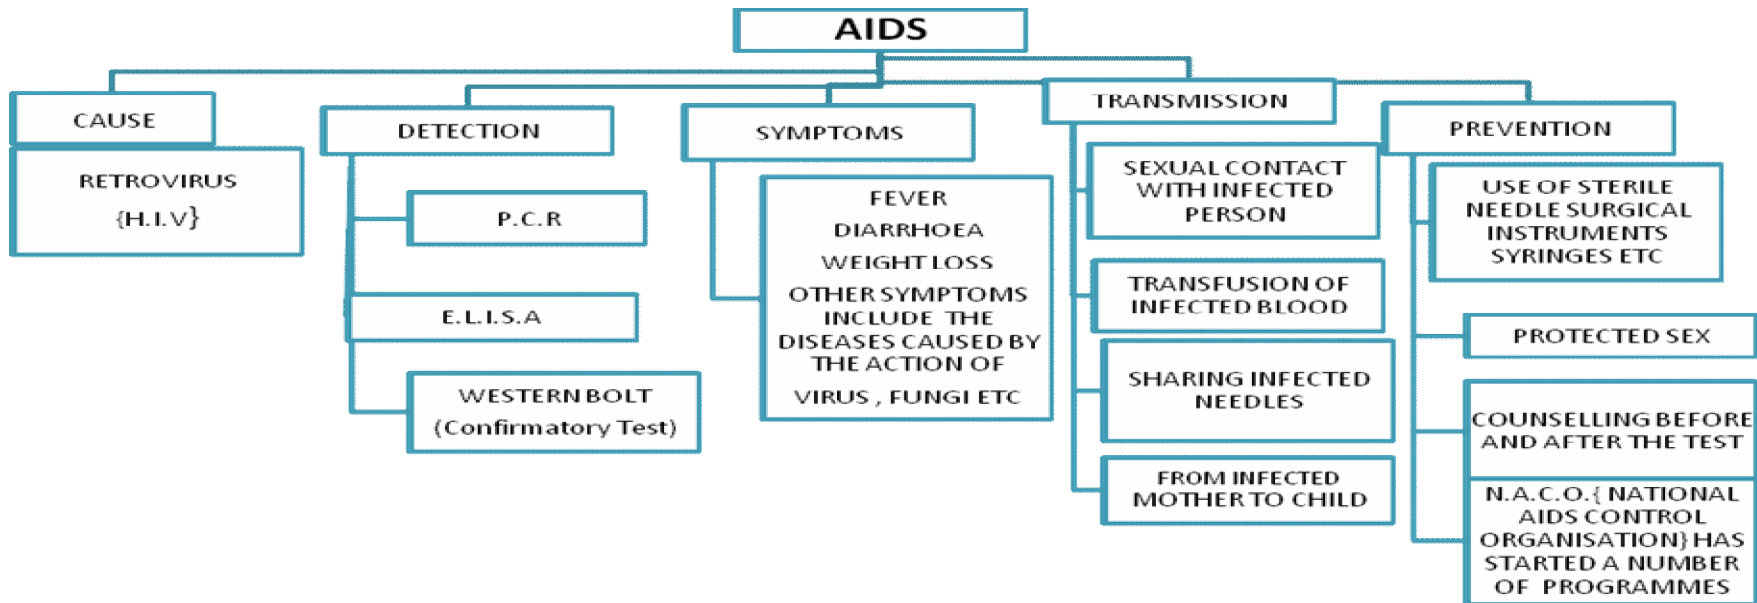 AIDS
CAUSE
RETROVIRUS
{H.I.V}
DETECTION
P.C.R
E.L.I.S.A
WESTERN BOLT
(Confirmatory Test)
SYMPTOMS
FEVER
DIARRHOEA
WEIGHT LOSS
OTHER SYMPTOMS
INCLUDE THE
DISEASES CAUSED BY
THE ACTION OF
VIRUS , FUNGI ETC
TRANSMISSION
SEXUAL CONTACT
WITH INFECTED
PERSON
TRANSFUSION OF
INFECTED BLOOD
SHARING INFECTED
NEEDLES
FROM INFECTED
MOTHER TO CHILD
PREVENTION
USE OF STERILE
NEEDLE SURGICAL
INSTRUMENTS
SYRINGES ETC
PROTECTED SEX
COUNSELLING BEFORE
AND AFTER THE TEST
N.A.C.O.{ NATIONAL
AIDS CONTROL
ORGANISATION} HAS
STARTED A NUMBER
OF PROGRAMMES